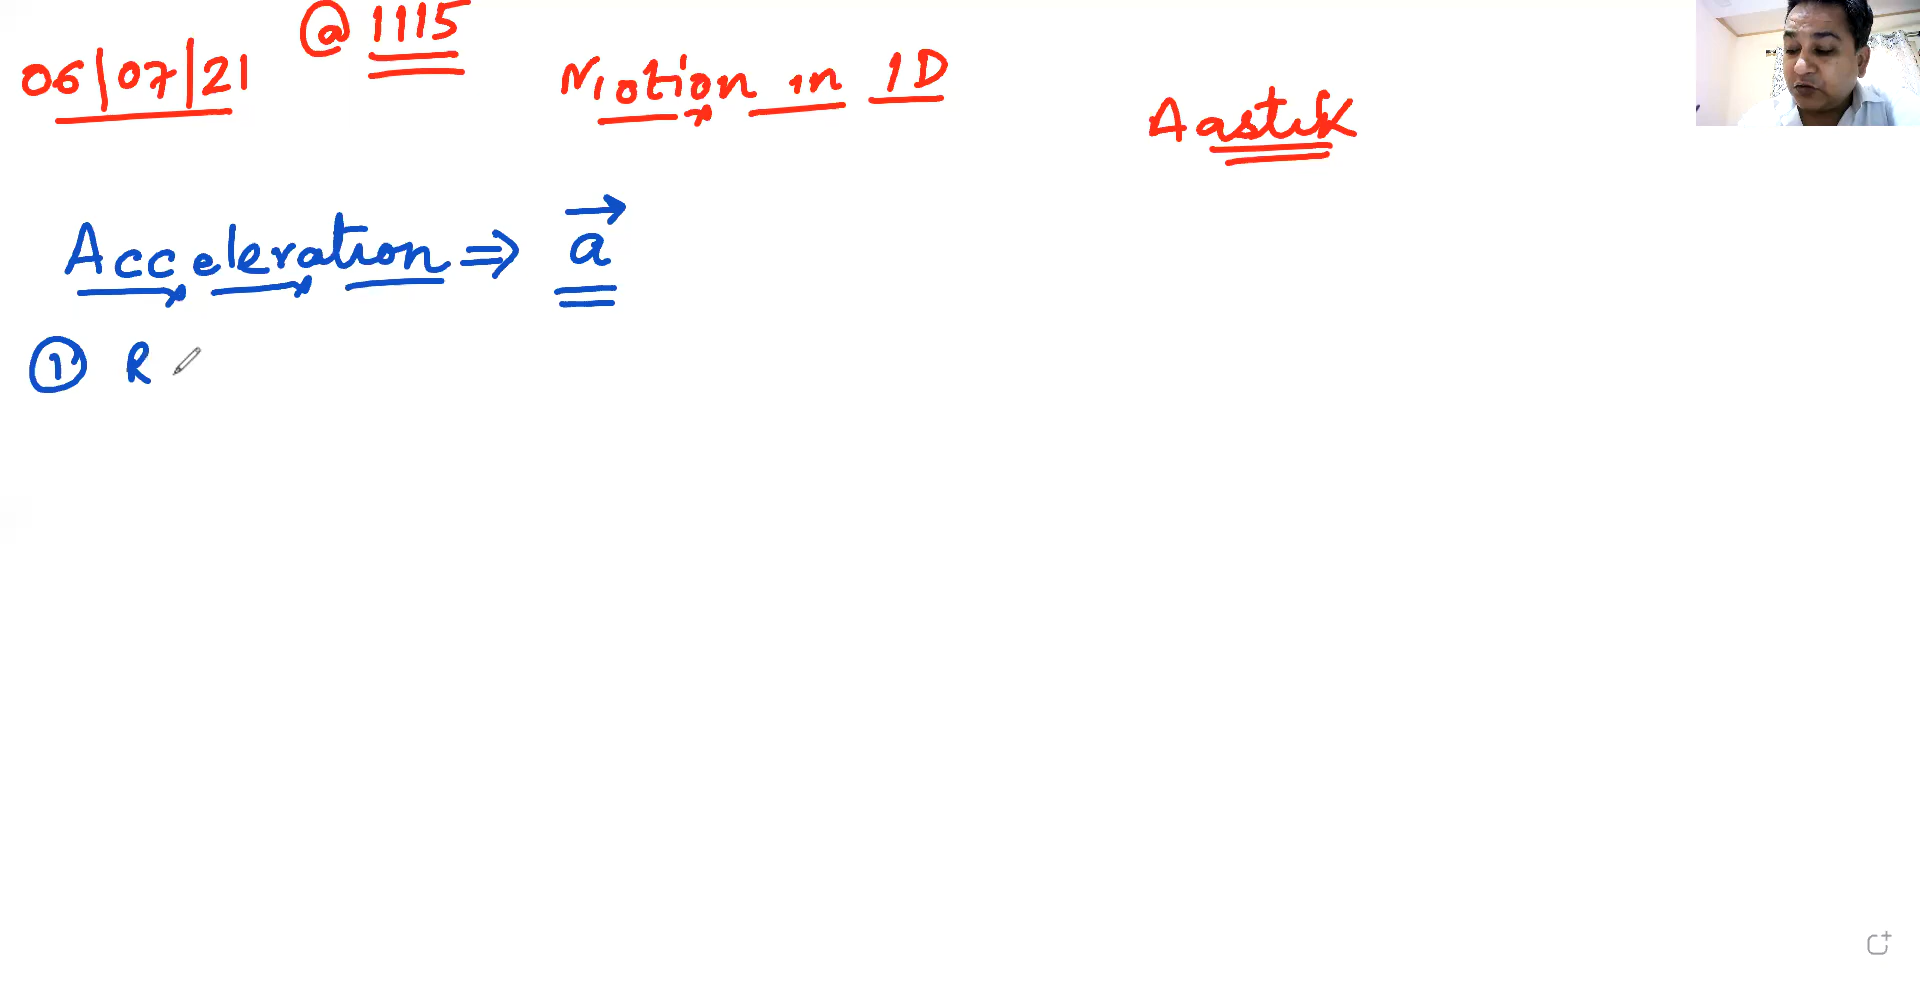 @ 1115
06/07/21 Motion in 1D
Aastik
Acceleration ⇒ a⃗
① R